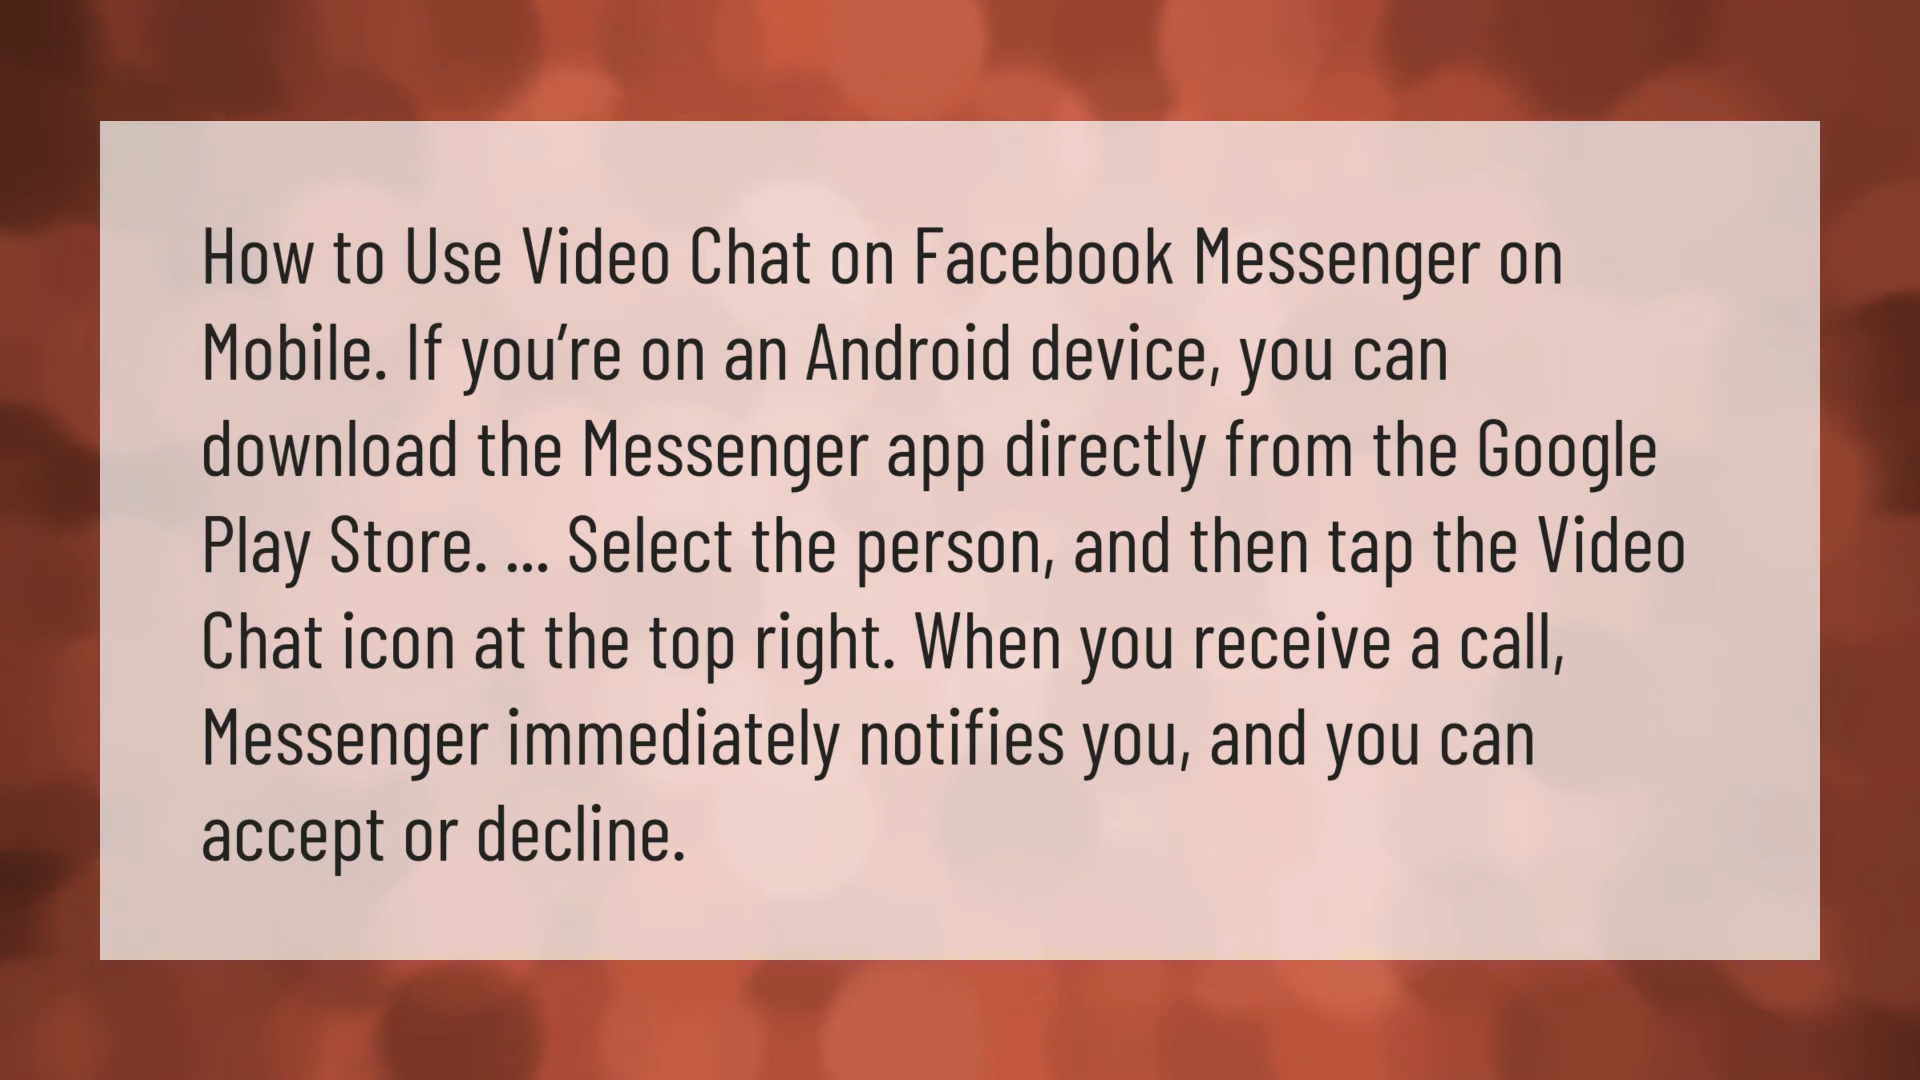 How to Use Video Chat on Facebook Messenger on
Mobile. If you’re on an Android device, you can
download the Messenger app directly from the Google
Play Store. ... Select the person, and then tap the Video
Chat icon at the top right. When you receive a call,
Messenger immediately notifies you, and you can
accept or decline.